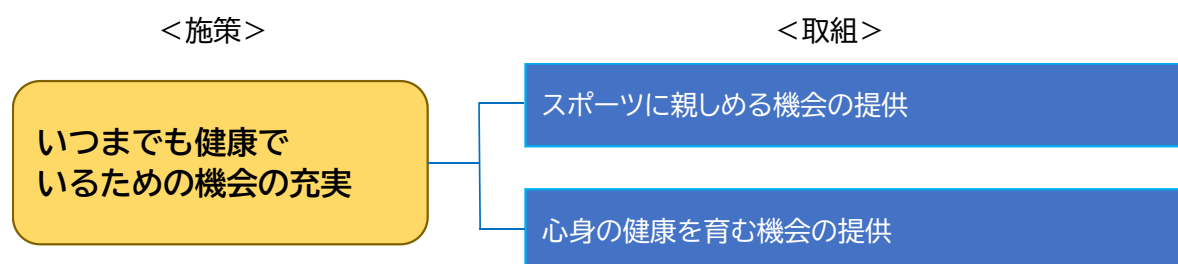 ＜施策＞
＜取組＞
いつまでも健康で
いるための機会の充実
スポーツに親しめる機会の提供
心身の健康を育む機会の提供